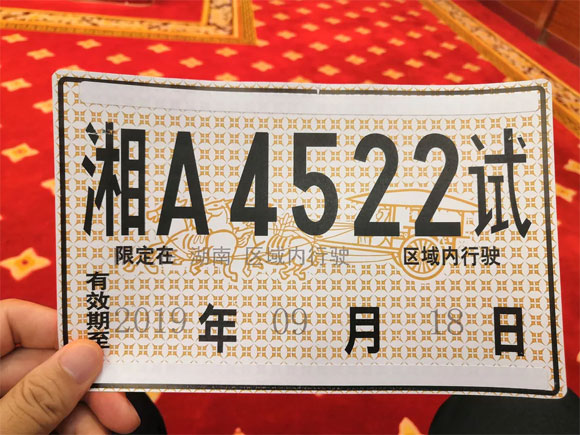 湘A4522试
限定在 湖南 区域内行驶 区域内行驶
有效期至 2019 年 09 月 18 日